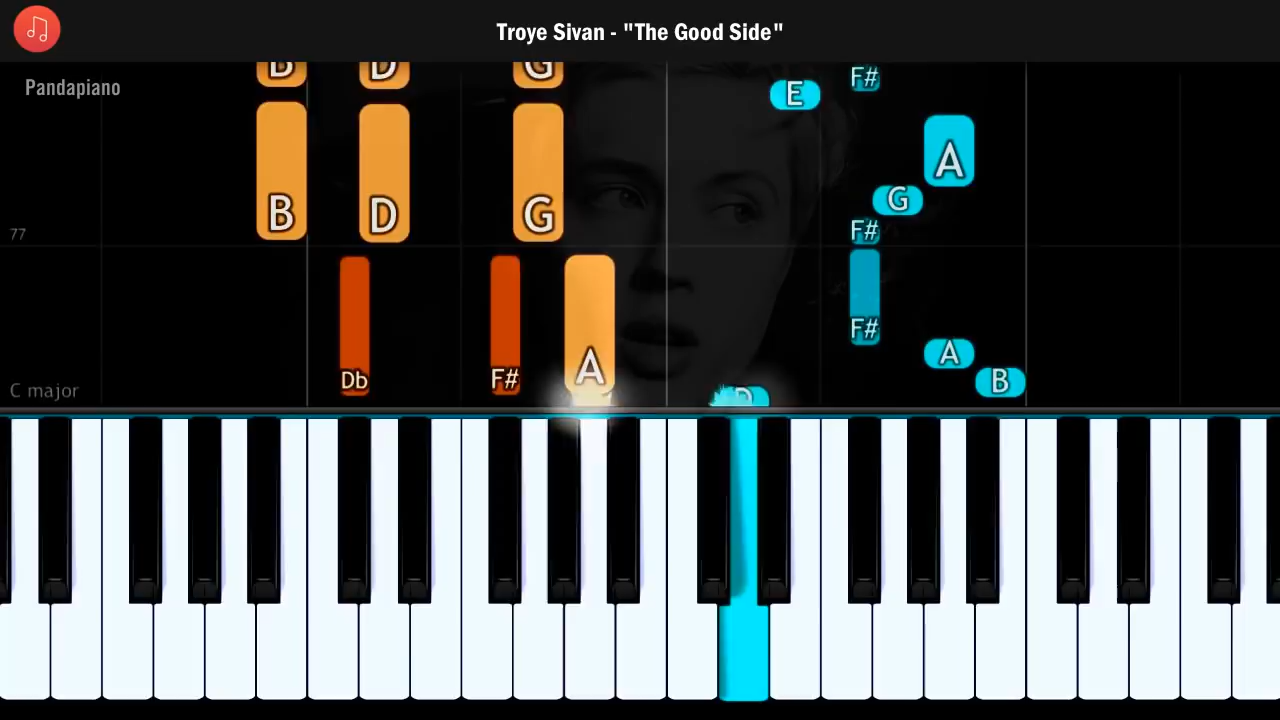 Troye Sivan - "The Good Side"
B D G F#
Pandapiano E
A
B D G G
77 F#
F#
A
Db F# A B
C major D